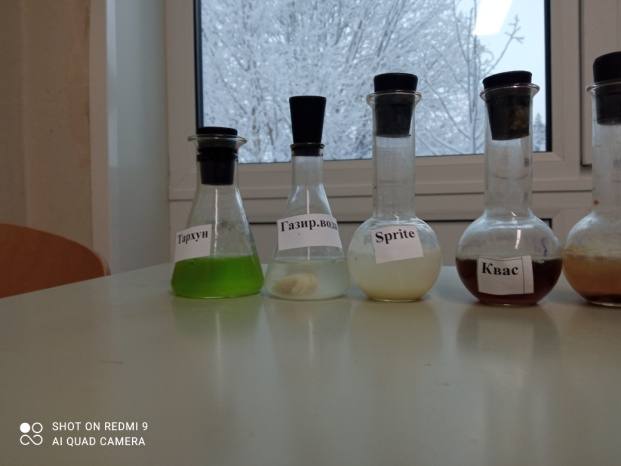 Тархун
Газир.вода
Sprite
Квас
SHOT ON REDMI 9
AI QUAD CAMERA